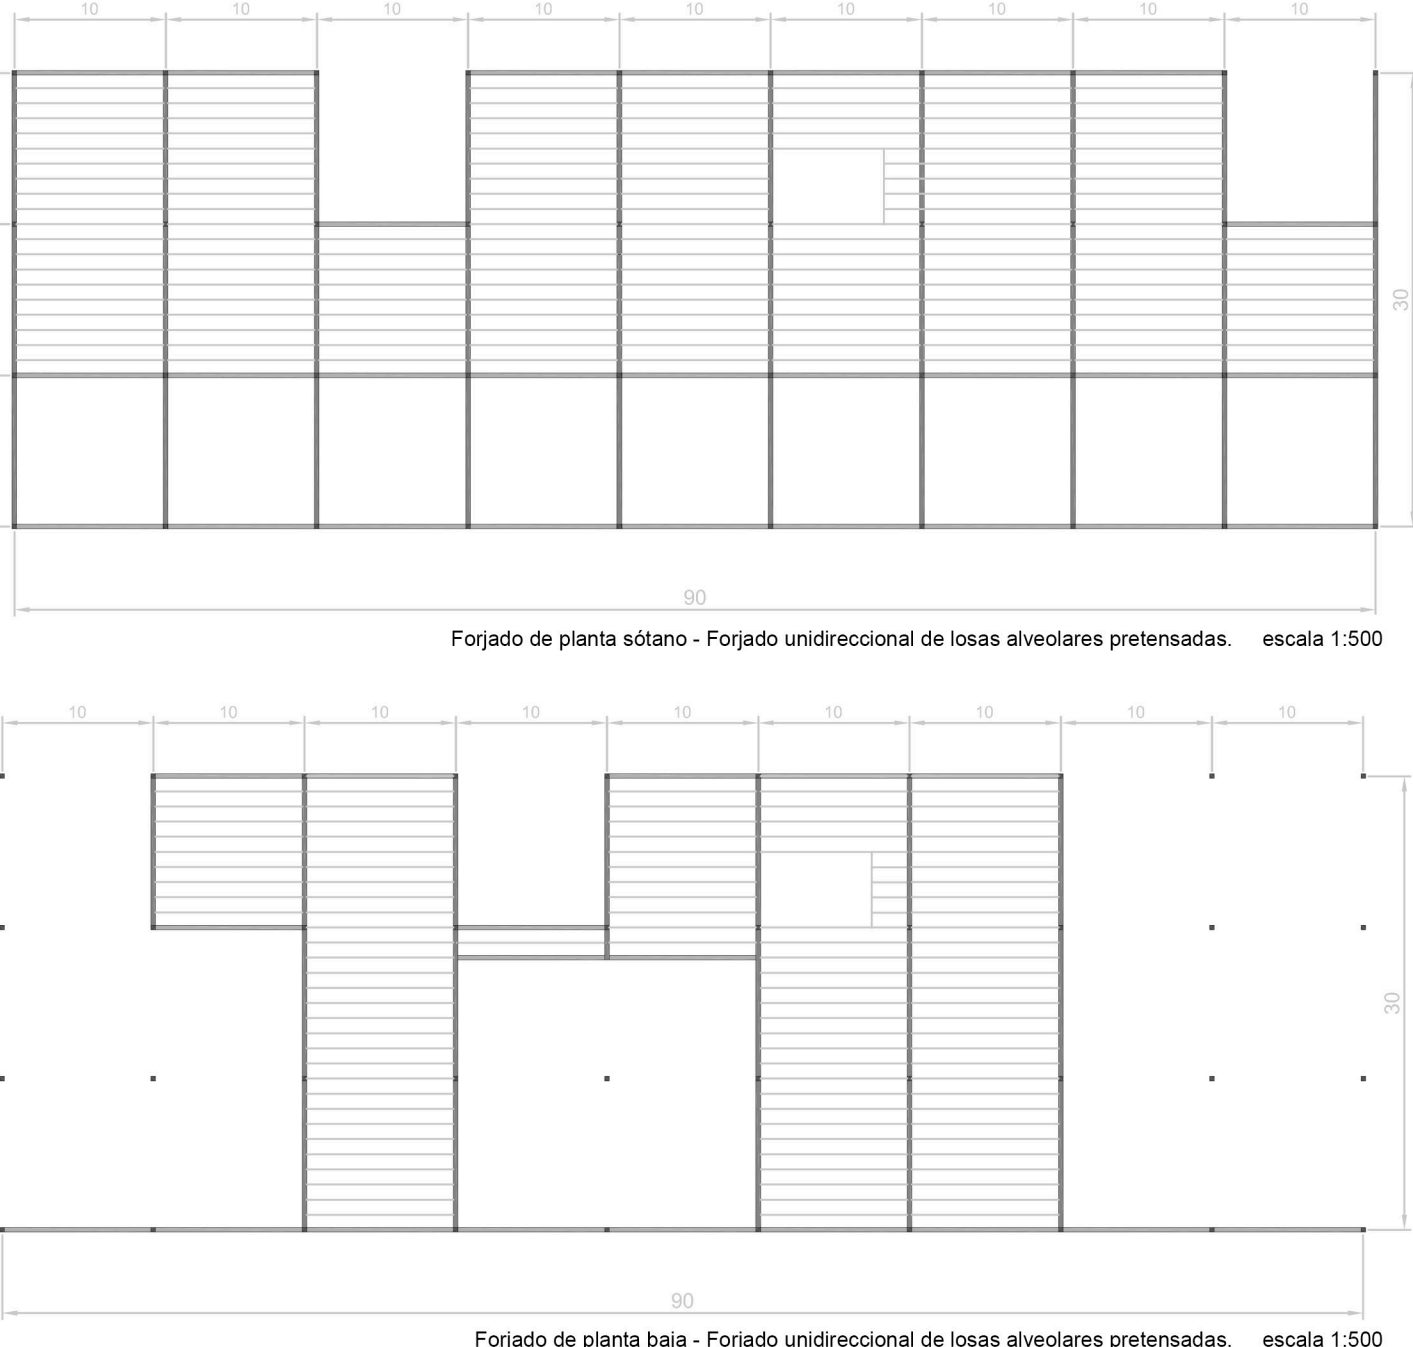 10 10 10 10 10 10 10 10 10
30
90
Forjado de planta sótano - Forjado unidireccional de losas alveolares pretensadas. escala 1:500
10 10 10 10 10 10 10 10 10
30
90
Forjado de planta baja - Forjado unidireccional de losas alveolares pretensadas. escala 1:500